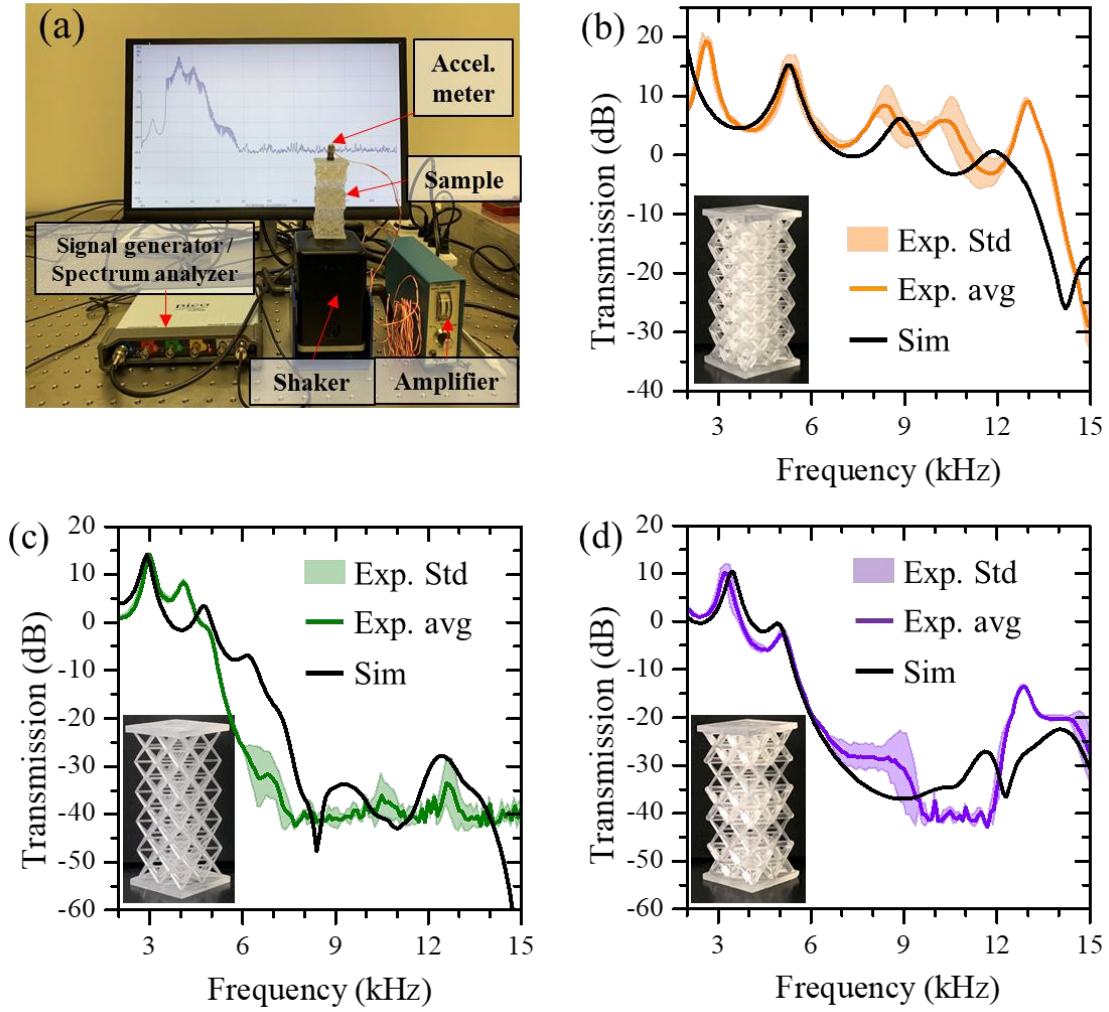 (a)
Accel.
meter
Sample
Signal generator /
Spectrum analyzer
pico
Shaker
Amplifier
(b)
20
10
0
-10
-20
-30
-40
Transmission (dB)
Exp. Std
Exp. avg
Sim
3 6 9 12 15
Frequency (kHz)
(c)
20
10
0
-10
-20
-30
-40
-50
-60
Transmission (dB)
Exp. Std
Exp. avg
Sim
3 6 9 12 15
Frequency (kHz)
(d)
20
10
0
-10
-20
-30
-40
-50
-60
Transmission (dB)
Exp. Std
Exp. avg
Sim
3 6 9 12 15
Frequency (kHz)